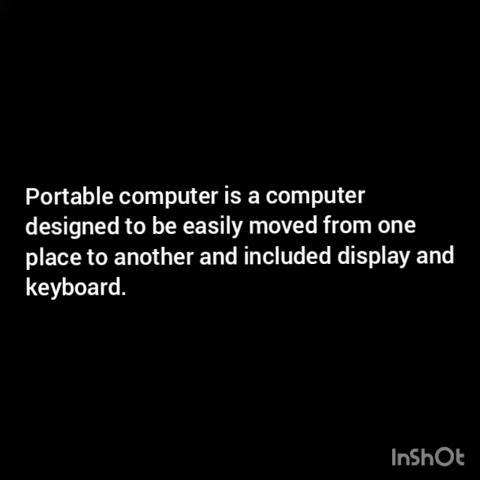 Portable computer is a computer
designed to be easily moved from one
place to another and included display and
keyboard.
InShOt